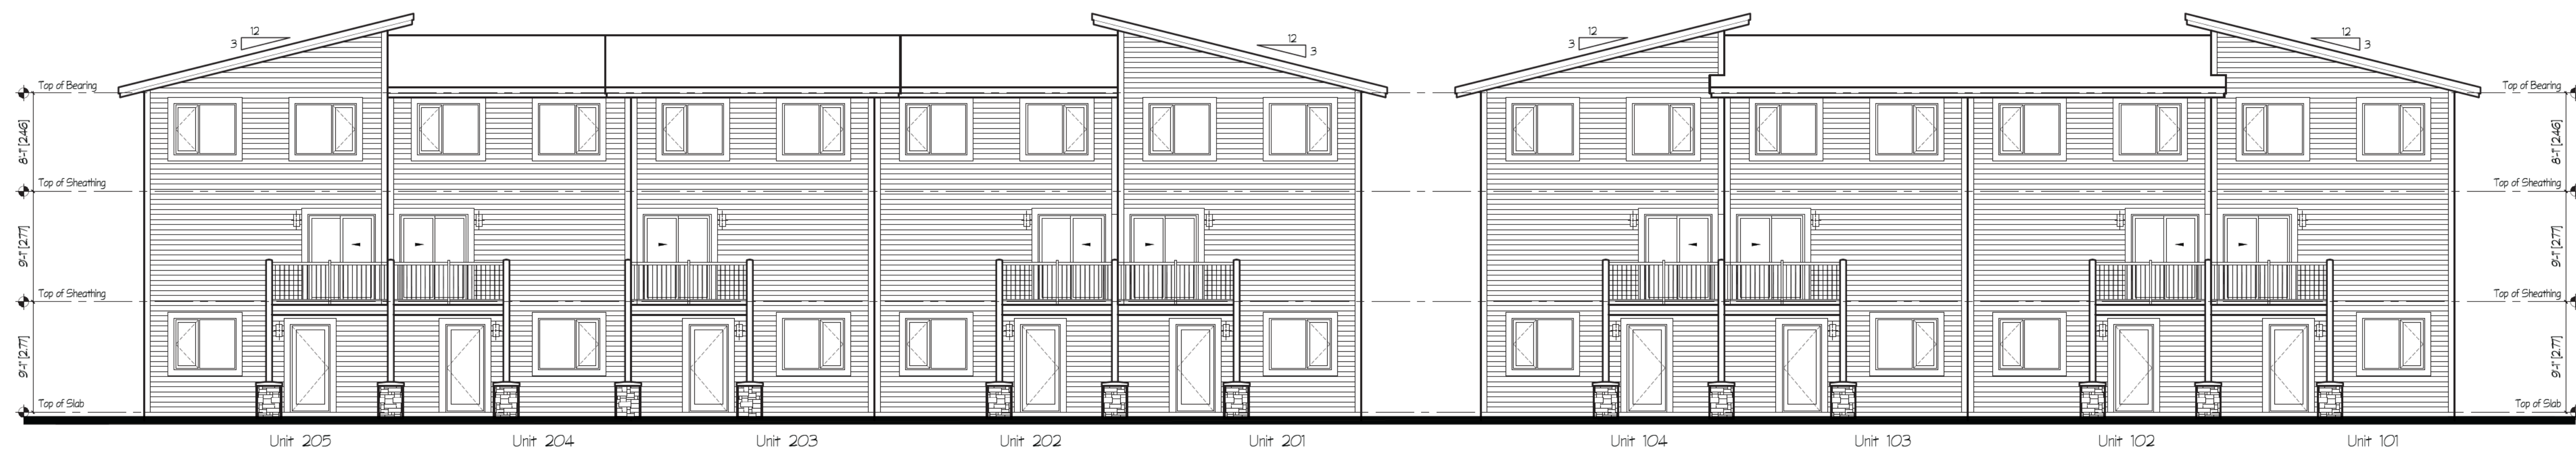 12
3
12
3
12
3
12
3
Top of Bearing
Top of Bearing
8'-1" [2.46]
8'-1" [2.46]
Top of Sheathing
Top of Sheathing
9'-1" [2.77]
9'-1" [2.77]
Top of Sheathing
Top of Sheathing
9'-1" [2.77]
9'-1" [2.77]
Top of Slab
Top of Slab
Unit 205
Unit 204
Unit 203
Unit 202
Unit 201
Unit 104
Unit 103
Unit 102
Unit 101